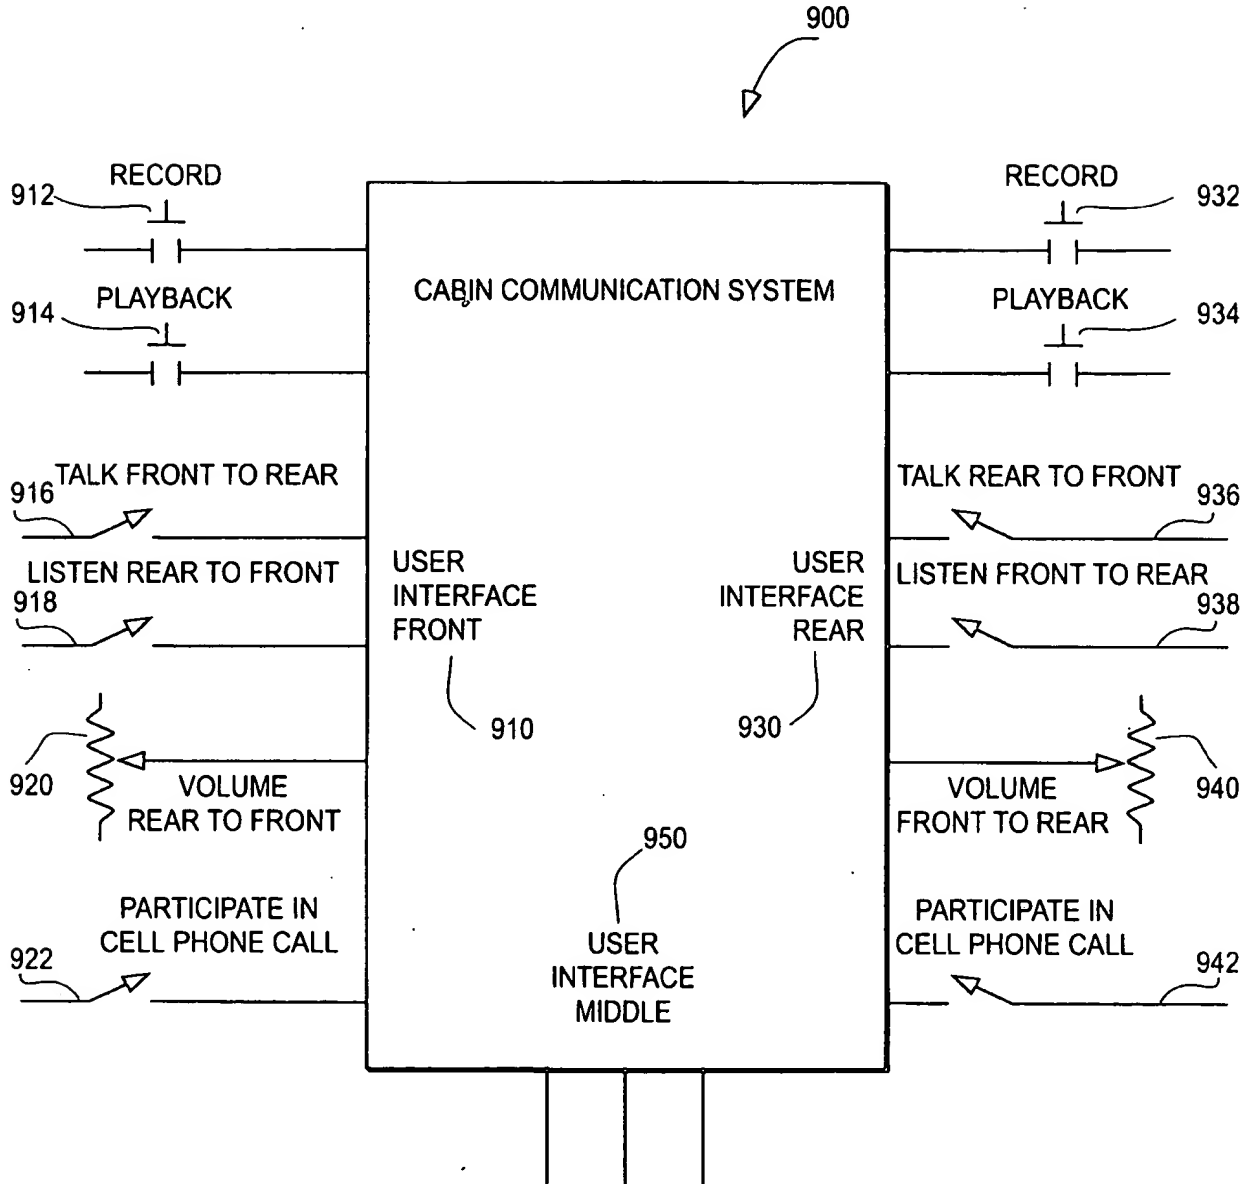 900
RECORD
912
RECORD
932
CABIN COMMUNICATION SYSTEM
PLAYBACK
914
PLAYBACK
934
TALK FRONT TO REAR
916
TALK REAR TO FRONT
936
LISTEN REAR TO FRONT
918
USER
INTERFACE
FRONT
910
USER
INTERFACE
REAR
930
LISTEN FRONT TO REAR
938
920
VOLUME
REAR TO FRONT
VOLUME
FRONT TO REAR
940
950
USER
INTERFACE
MIDDLE
PARTICIPATE IN
CELL PHONE CALL
922
PARTICIPATE IN
CELL PHONE CALL
942